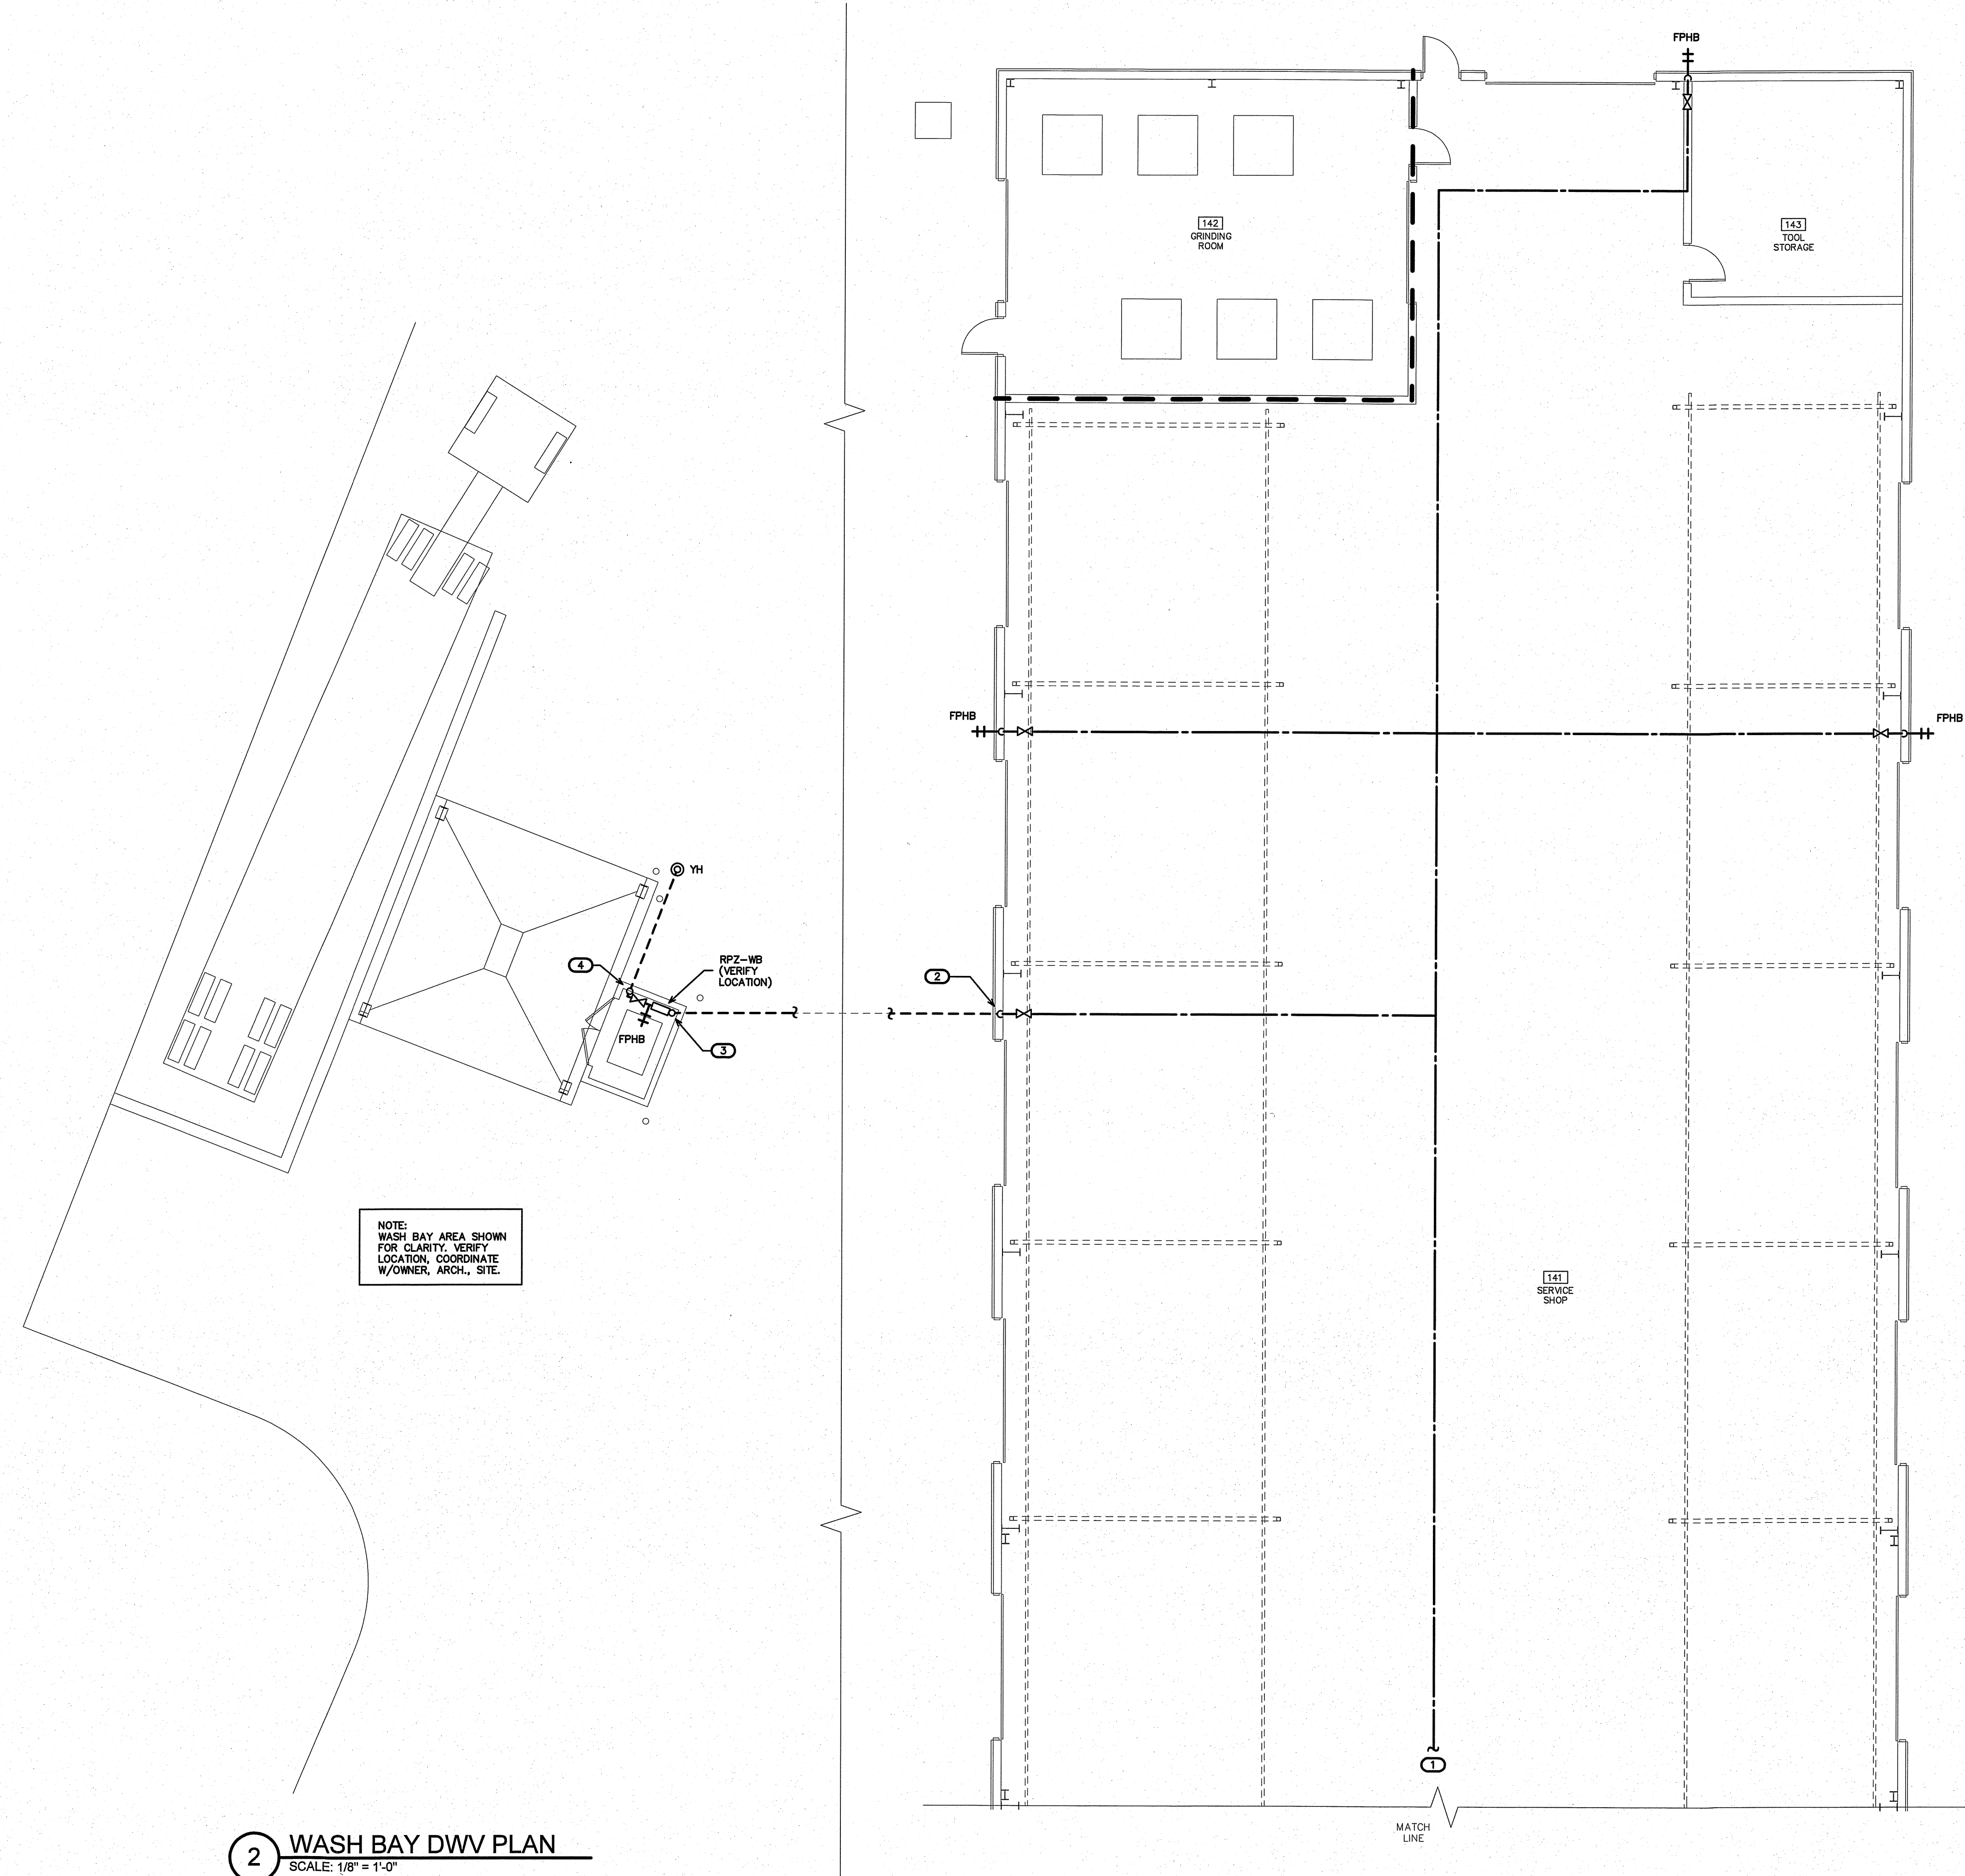 FPHB
142
GRINDING
ROOM
143
TOOL
STORAGE
FPHB
FPHB
YH
4
RPZ-WB
(VERIFY
LOCATION)
2
FPHB
3
NOTE:
WASH BAY AREA SHOWN
FOR CLARITY. VERIFY
LOCATION, COORDINATE
W/OWNER, ARCH., SITE.
141
SERVICE
SHOP
1
MATCH
LINE
2
WASH BAY DWV PLAN
SCALE: 1/8" = 1'-0"